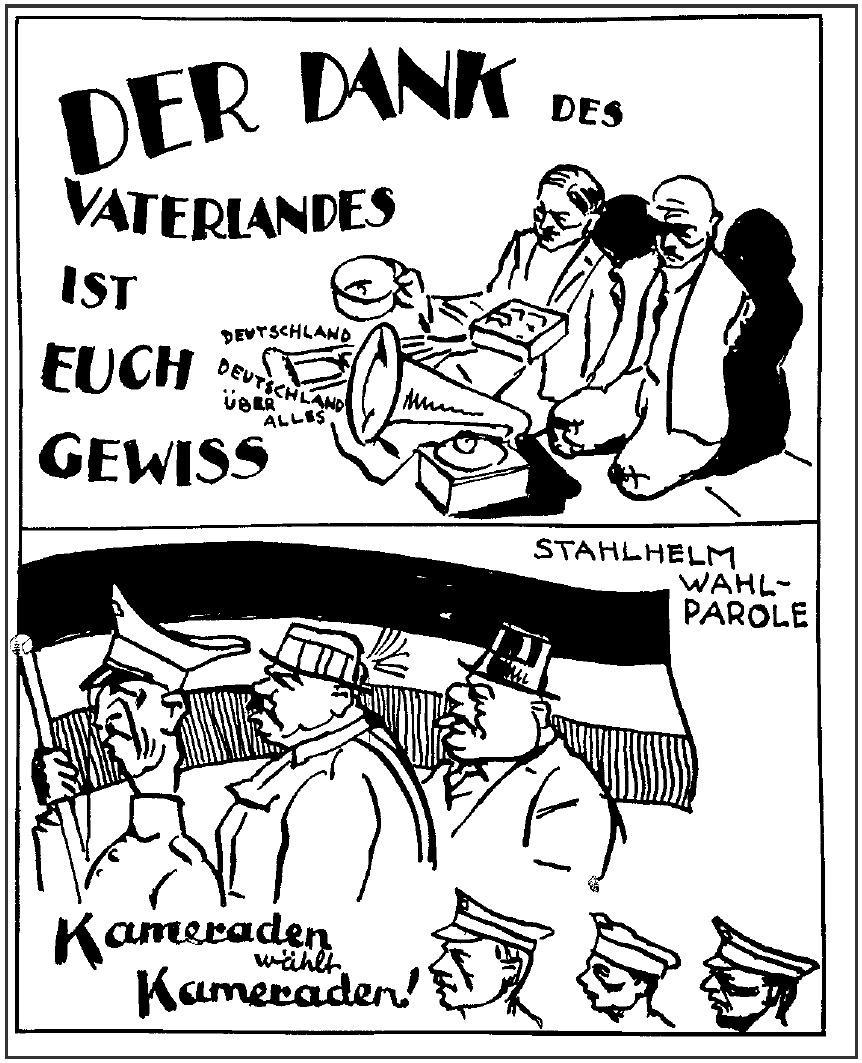 DER DANK DES
VATERLANDES
IST
EUCH
GEWISS
DEUTSCHLAND
DEUTSCHLAND
ÜBER
ALLES
STAHLHELM
WAHL-
PAROLE
Kameraden
wählt
Kameraden!